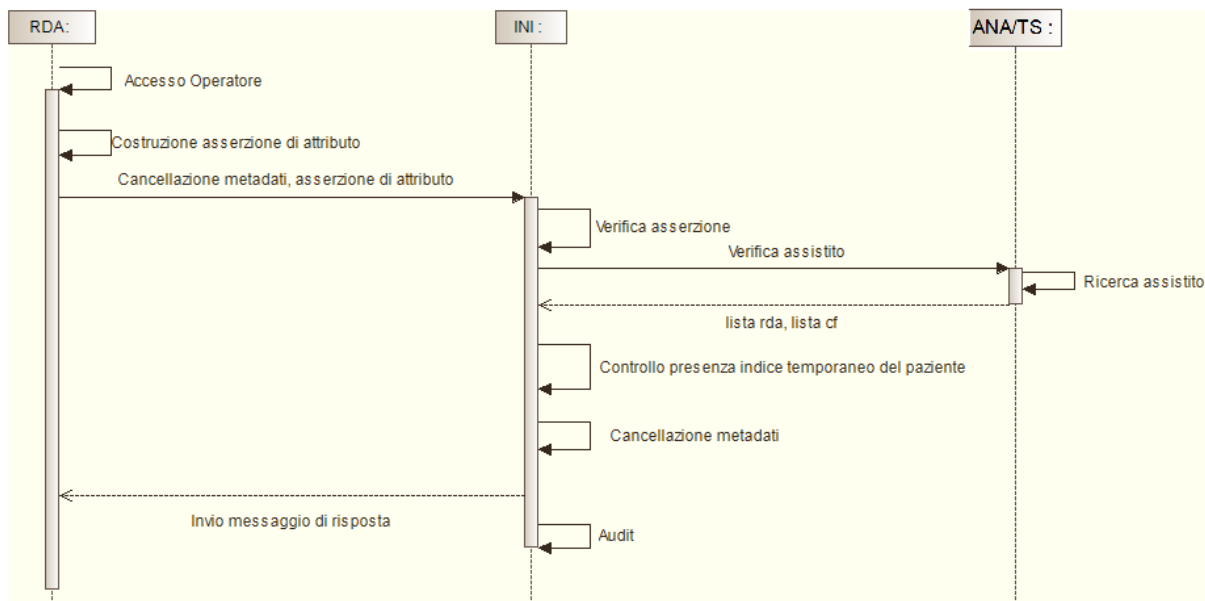 RDA:
INI :
ANA/TS :
Accesso Operatore
Costruzione asserzione di attributo
Cancellazione metadati, asserzione di attributo
Verifica asserzione
Verifica assistito
Ricerca assistito
lista rda, lista cf
Controllo presenza indice temporaneo del paziente
Cancellazione metadati
Invio messaggio di risposta
Audit